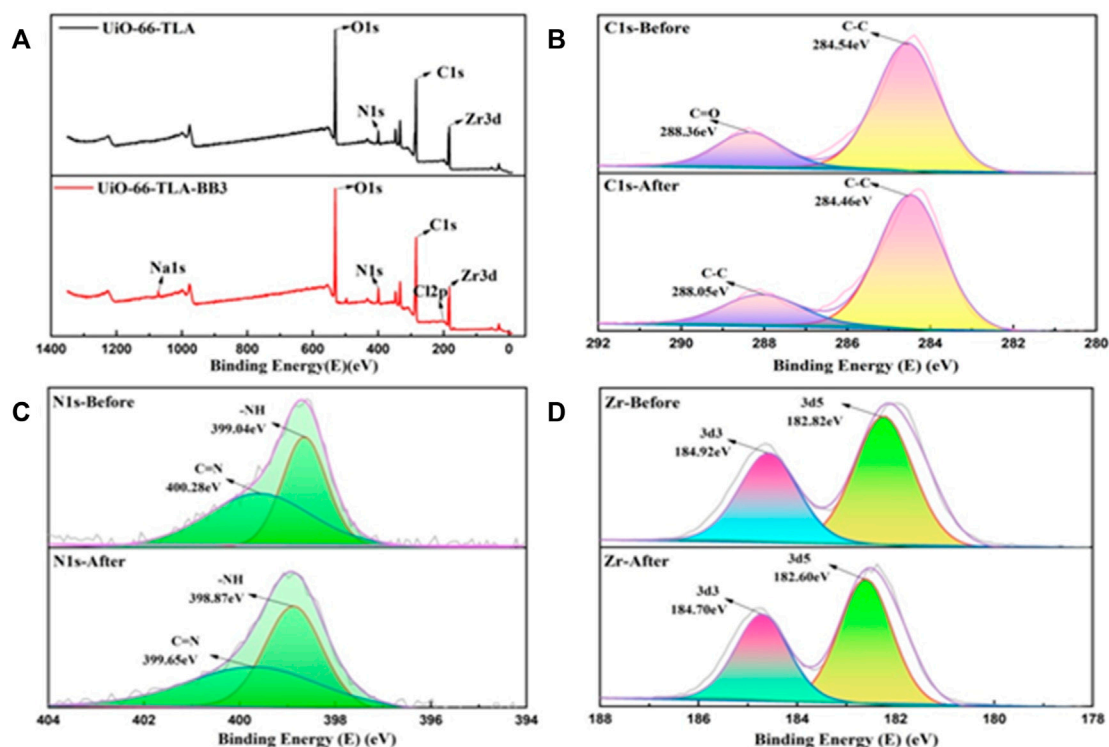 A
UiO-66-TLA
O1s
C1s
N1s
Zr3d
UiO-66-TLA-BB3
O1s
C1s
Na1s
N1s
Zr3d
Cl2p
1400 1200 1000 800 600 400 200 0
Binding Energy(E)(eV)
B
C1s-Before
C-C
284.54eV
C=O
288.36eV
C1s-After
C-C
284.46eV
C-C
288.05eV
292 290 288 286 284 282 280
Binding Energy (E) (eV)
C
N1s-Before
-NH
399.04eV
C=N
400.28eV
N1s-After
-NH
398.87eV
C=N
399.65eV
404 402 400 398 396 394
Binding Energy (E) (eV)
D
Zr-Before
3d5
182.82eV
3d3
184.92eV
Zr-After
3d5
182.60eV
3d3
184.70eV
188 186 184 182 180 178
Binding Energy (E) (eV)